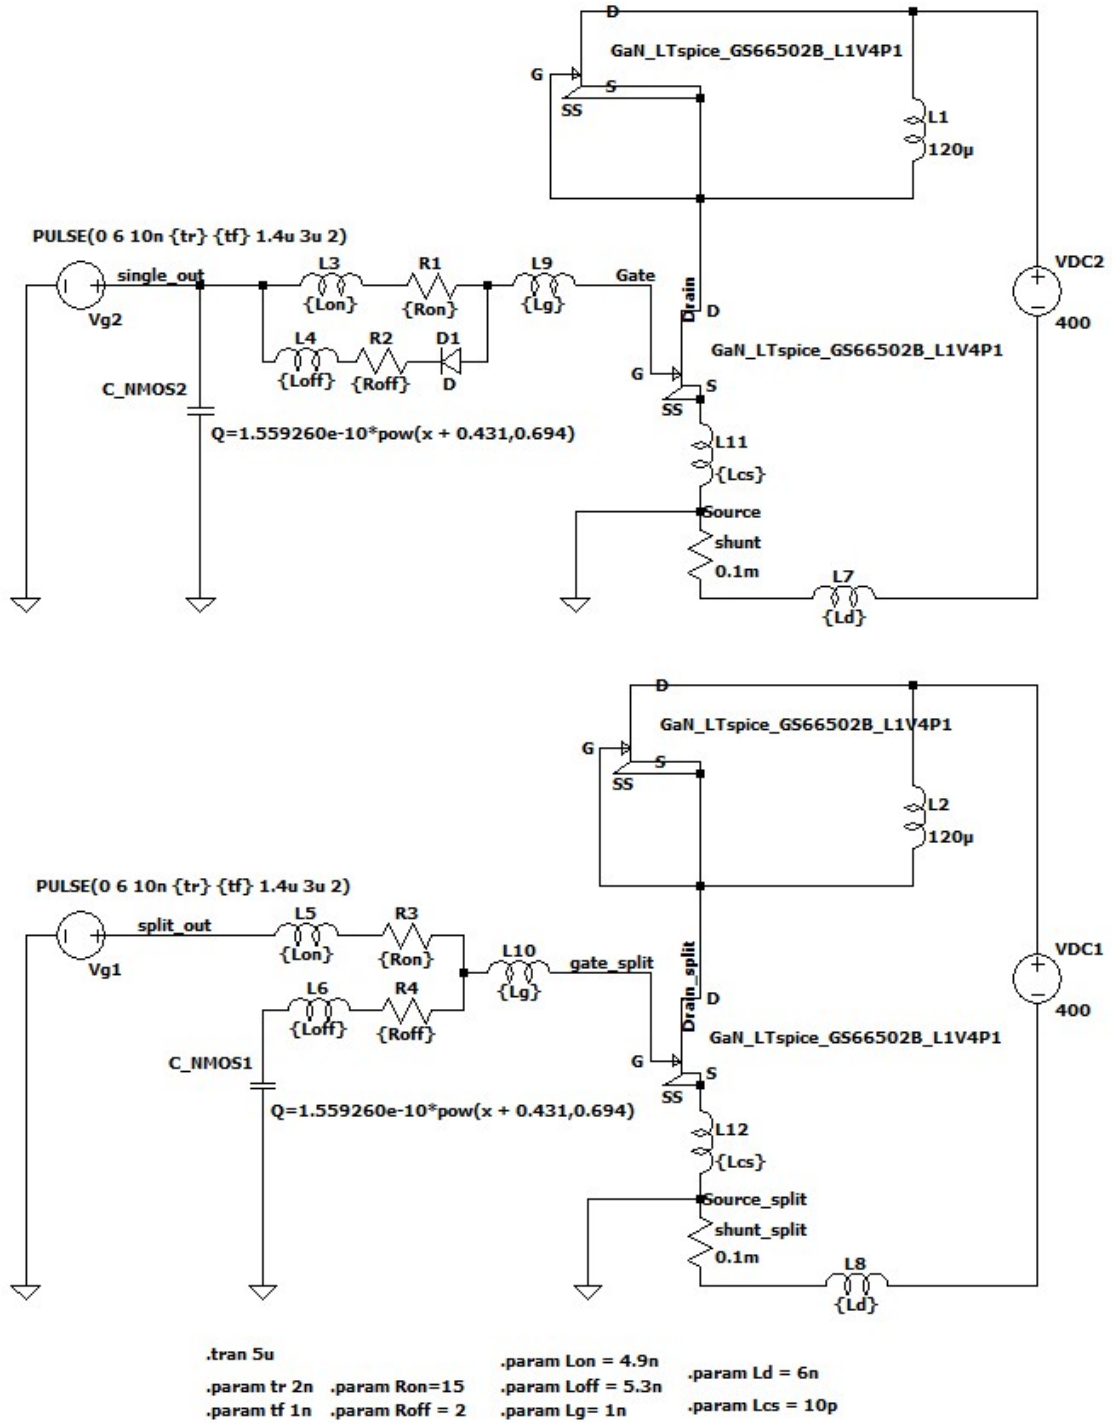 D
GaN_LTspice_GS66502B_L1V4P1
G
S
SS
L1
120µ
PULSE(0 6 10n {tr} {tf} 1.4u 3u 2)
single_out
Vg2
L3
{Lon}
R1
{Ron}
L9
{Lg}
Gate
Drain
D
VDC2
400
L4
{Loff}
R2
{Roff}
D1
D
GaN_LTspice_GS66502B_L1V4P1
G
S
SS
C_NMOS2
Q=1.559260e-10*pow(x + 0.431,0.694)
L11
{Lcs}
Source
shunt
0.1m
L7
{Ld}
D
GaN_LTspice_GS66502B_L1V4P1
G
S
SS
L2
120µ
PULSE(0 6 10n {tr} {tf} 1.4u 3u 2)
split_out
Vg1
L5
{Lon}
R3
{Ron}
L10
{Lg}
gate_split
Drain_split
D
VDC1
400
L6
{Loff}
R4
{Roff}
GaN_LTspice_GS66502B_L1V4P1
G
S
SS
C_NMOS1
Q=1.559260e-10*pow(x + 0.431,0.694)
L12
{Lcs}
Source_split
shunt_split
0.1m
L8
{Ld}
.tran 5u
.param tr 2n
.param tf 1n
.param Ron=15
.param Roff = 2
.param Lon = 4.9n
.param Loff = 5.3n
.param Lg= 1n
.param Ld = 6n
.param Lcs = 10p